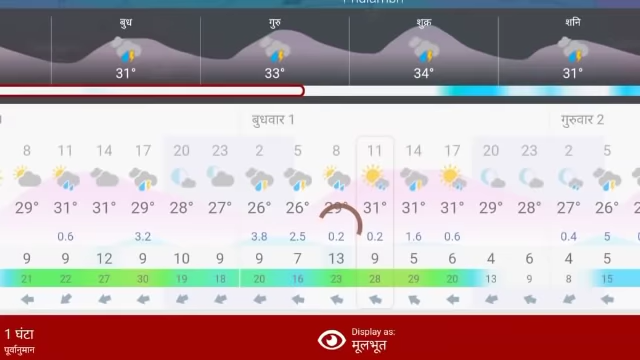 बुध गुरु शुक्र शनि
31° 33° 34° 31°
बुधवार 1 गुरुवार 2
8 11 14 17 20 23 2 5 8 11 14 17 20 23 2 5
29° 31° 31° 29° 28° 27° 26° 26° 29° 31° 31° 31° 29° 28° 27° 26°
0.6 3.2 3.8 2.5 0.2 0.2 1.6 0.6 0.4 5
9 9 12 9 10 9 9 7 13 9 5 6 4 6 4 5
21 22 27 30 19 19 20 16 23 28 29 20 13 9 8 15
1 घंटा
पूर्वानुमान
Display as:
मूलभूत